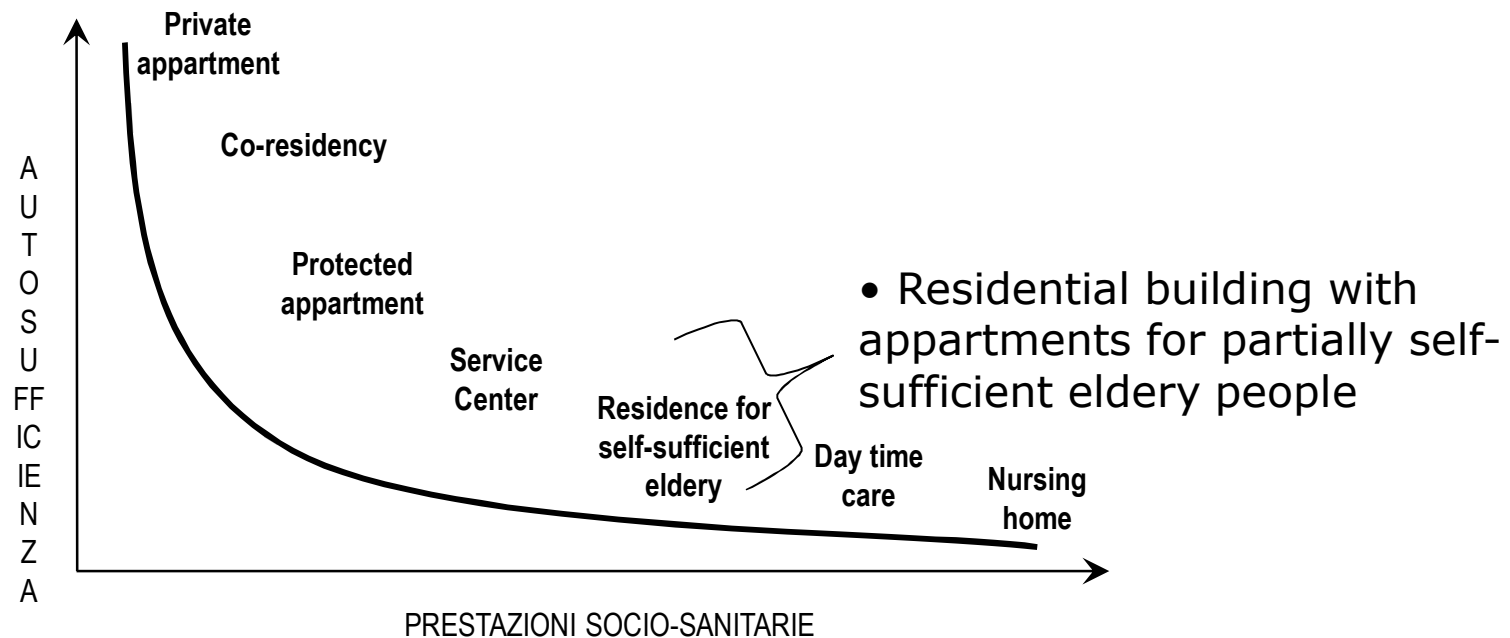 Private
appartment
Co-residency
Protected
appartment
Service
Center
Residence for
self-sufficient
eldery
Day time
care
Nursing
home
• Residential building with
appartments for partially self-
sufficient eldery people
A
U
T
O
S
U
FF
IC
IE
N
Z
A
PRESTAZIONI SOCIO-SANITARIE